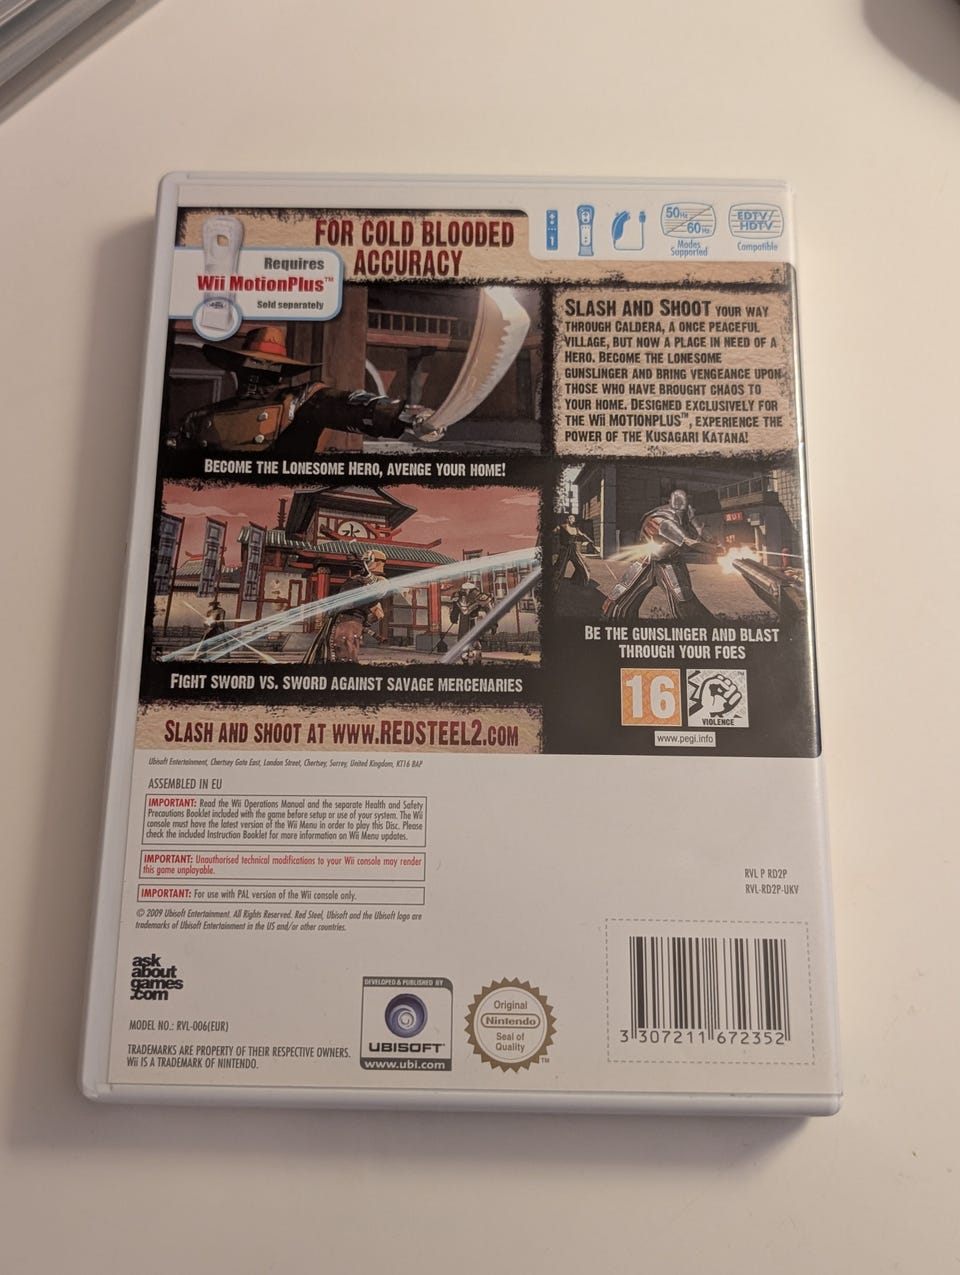 FOR COLD BLOODED
ACCURACY
Requires
Wii MotionPlus™
Sold separately
1
50Hz
60Hz
Modes
Supported
EDTV/
HDTV
Compatible
SLASH AND SHOOT YOUR WAY
THROUGH CALDERA, A ONCE PEACEFUL
VILLAGE, BUT NOW A PLACE IN NEED OF A
HERO. BECOME THE LONESOME
GUNSLINGER AND BRING VENGEANCE UPON
THOSE WHO HAVE BROUGHT CHAOS TO
YOUR HOME. DESIGNED EXCLUSIVELY FOR
THE Wii MOTIONPLUS™, EXPERIENCE THE
POWER OF THE KUSAGARI KATANA!
BECOME THE LONESOME HERO, AVENGE YOUR HOME!
BE THE GUNSLINGER AND BLAST
THROUGH YOUR FOES
FIGHT SWORD VS. SWORD AGAINST SAVAGE MERCENARIES
16
VIOLENCE
www.pegi.info
SLASH AND SHOOT AT WWW.REDSTEEL2.COM
Ubisoft Entertainment, Chertsey Gate East, London Street, Chertsey, Surrey, United Kingdom, KT16 8AP
ASSEMBLED IN EU
IMPORTANT: Read the Wii Operations Manual and the separate Health and Safety
Precautions Booklet included with the game before setup or use of your system. The Wii
console must have the latest version of the Wii Menu in order to play this Disc. Please
check the included Instruction Booklet for more information on Wii Menu updates.
IMPORTANT: Unauthorised technical modifications to your Wii console may render
this game unplayable.
IMPORTANT: For use with PAL version of the Wii console only.
© 2009 Ubisoft Entertainment. All Rights Reserved. Red Steel, Ubisoft and the Ubisoft logo are
trademarks of Ubisoft Entertainment in the US and/or other countries.
RVL P RD2P
RVL-RD2P-UKV
ask
about
games
.com
MODEL NO.: RVL-006(EUR)
TRADEMARKS ARE PROPERTY OF THEIR RESPECTIVE OWNERS.
Wii IS A TRADEMARK OF NINTENDO.
DEVELOPED & PUBLISHED BY
UBISOFT
www.ubi.com
Original
Nintendo
Seal of
Quality
TM
3 307211 672352